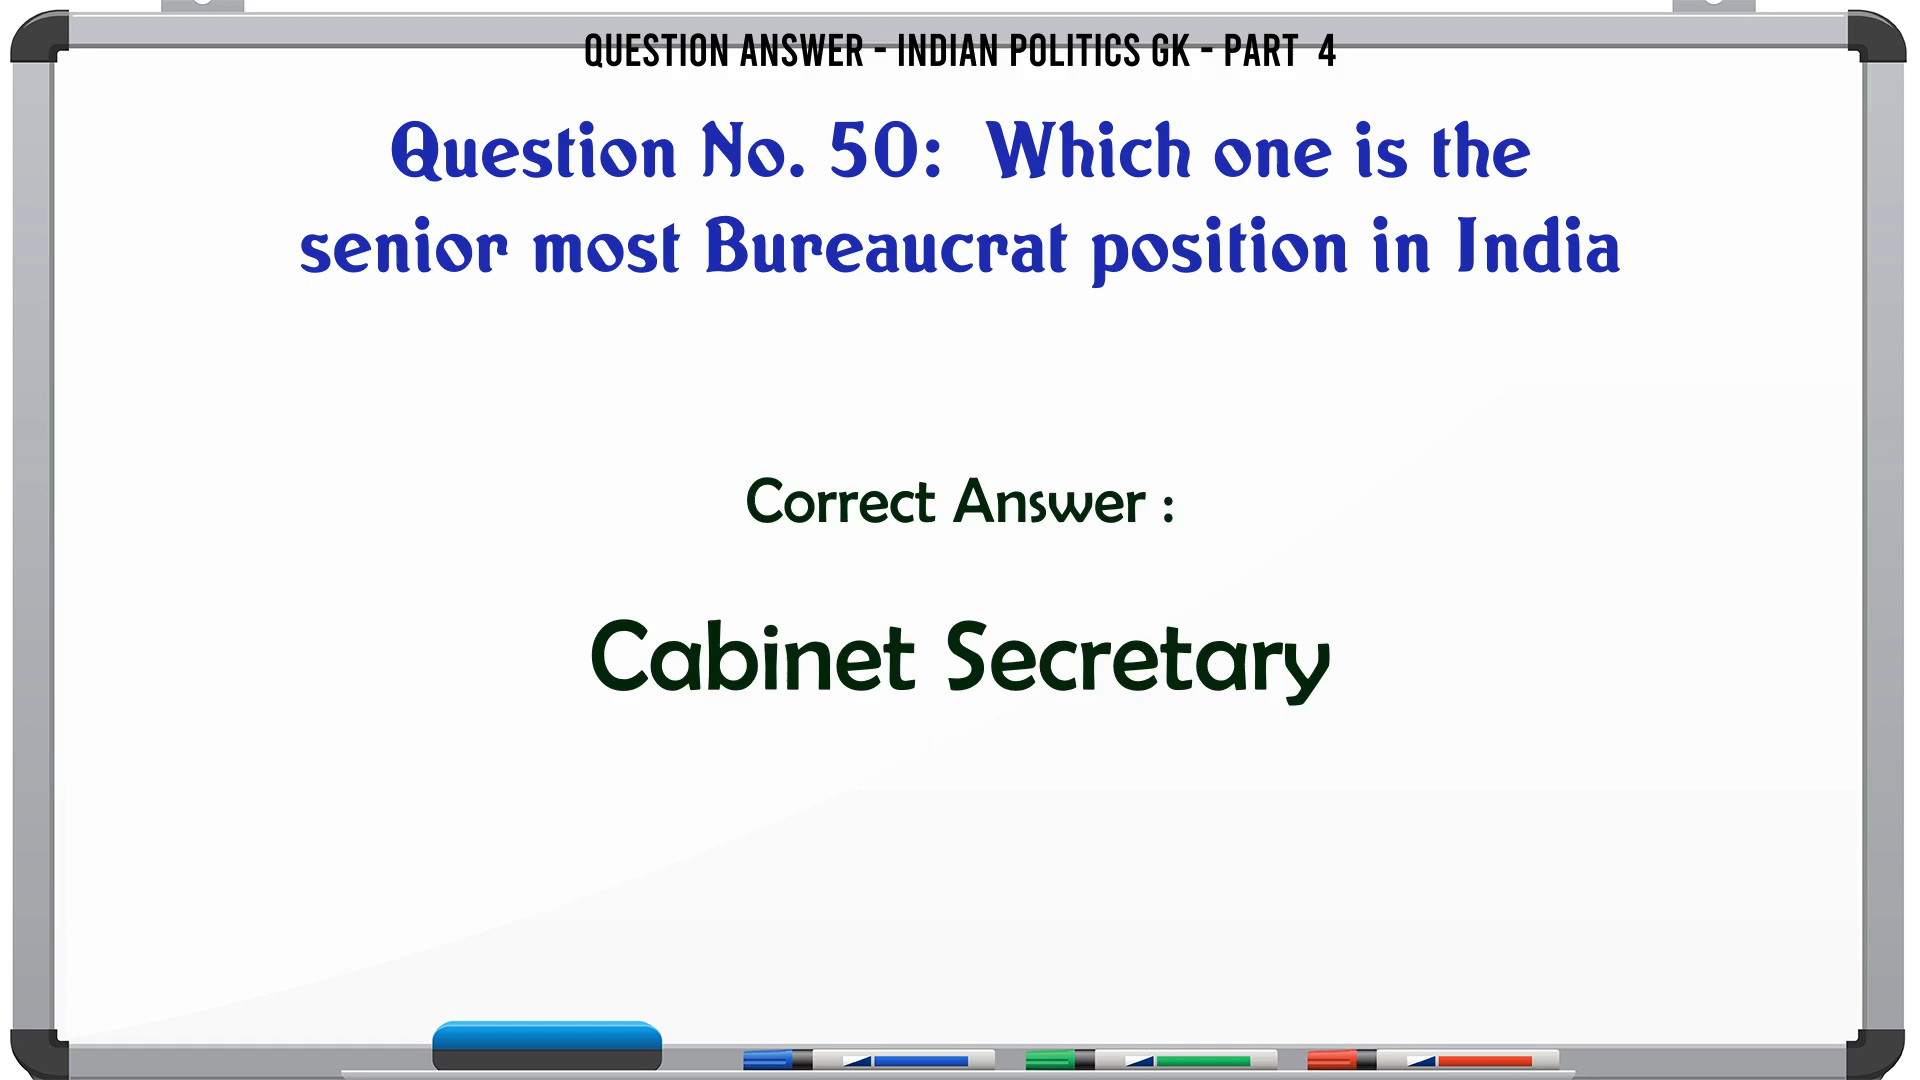 QUESTION ANSWER - INDIAN POLITICS GK - PART 4
Question No. 50: Which one is the
senior most Bureaucrat position in India
Correct Answer :
Cabinet Secretary